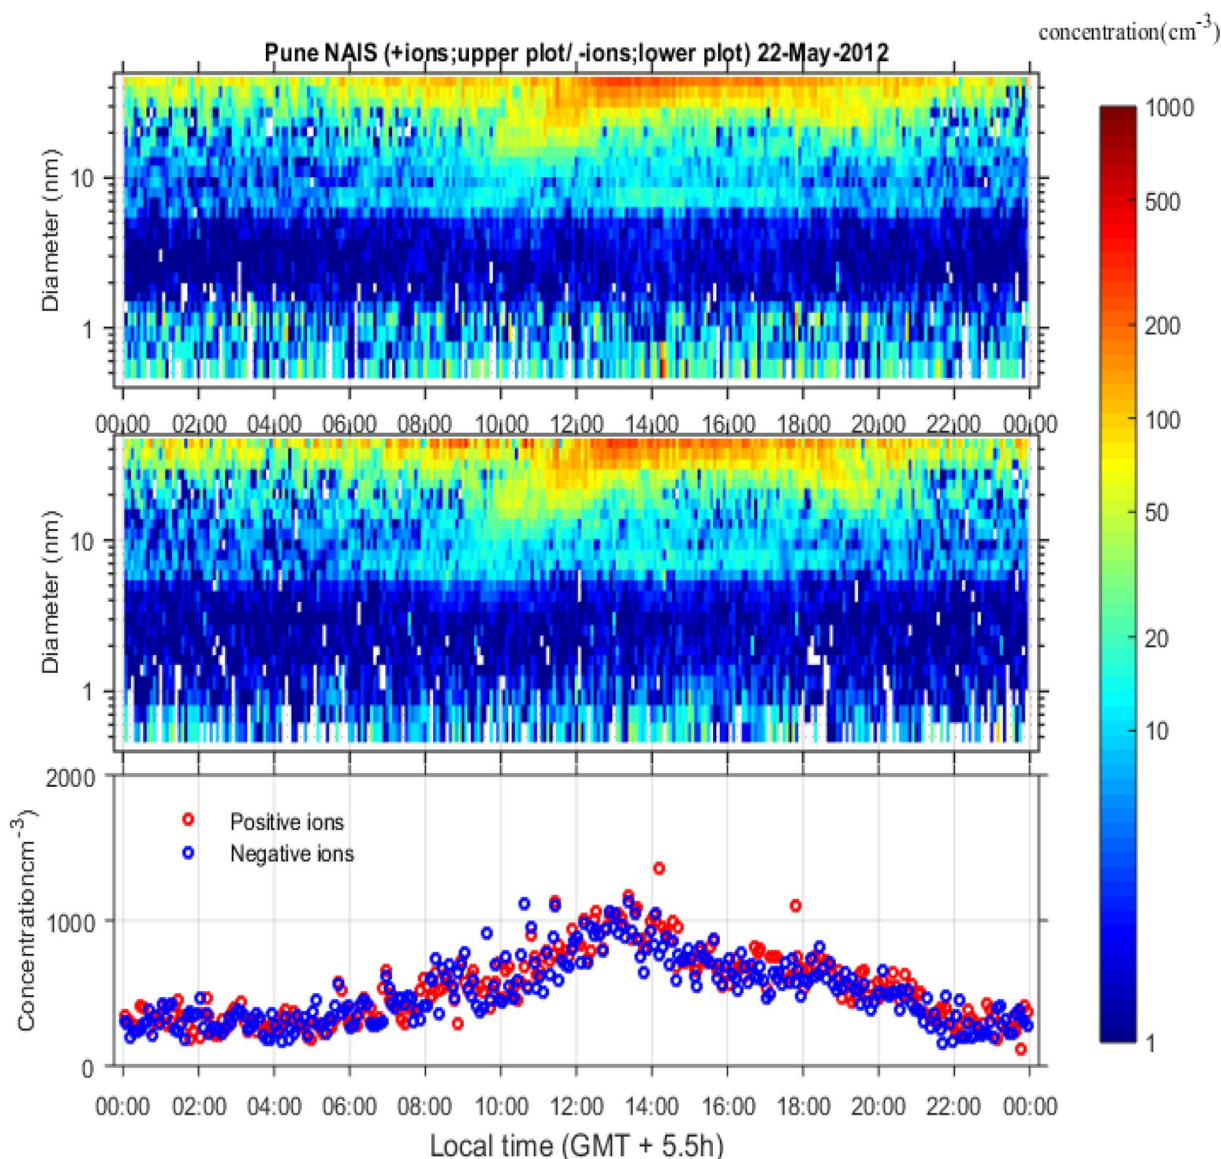 concentration(cm-3)
Pune NAIS (+ions;upper plot/ -ions;lower plot) 22-May-2012
Diameter (nm)
10
1
00:00 02:00 04:00 06:00 08:00 10:00 12:00 14:00 16:00 18:00 20:00 22:00 00:00
Diameter (nm)
10
1
1000
500
200
100
50
20
10
1
Concentrationcm-3)
2000
1000
0
Positive ions
Negative ions
00:00 02:00 04:00 06:00 08:00 10:00 12:00 14:00 16:00 18:00 20:00 22:00 00:00
Local time (GMT + 5.5h)